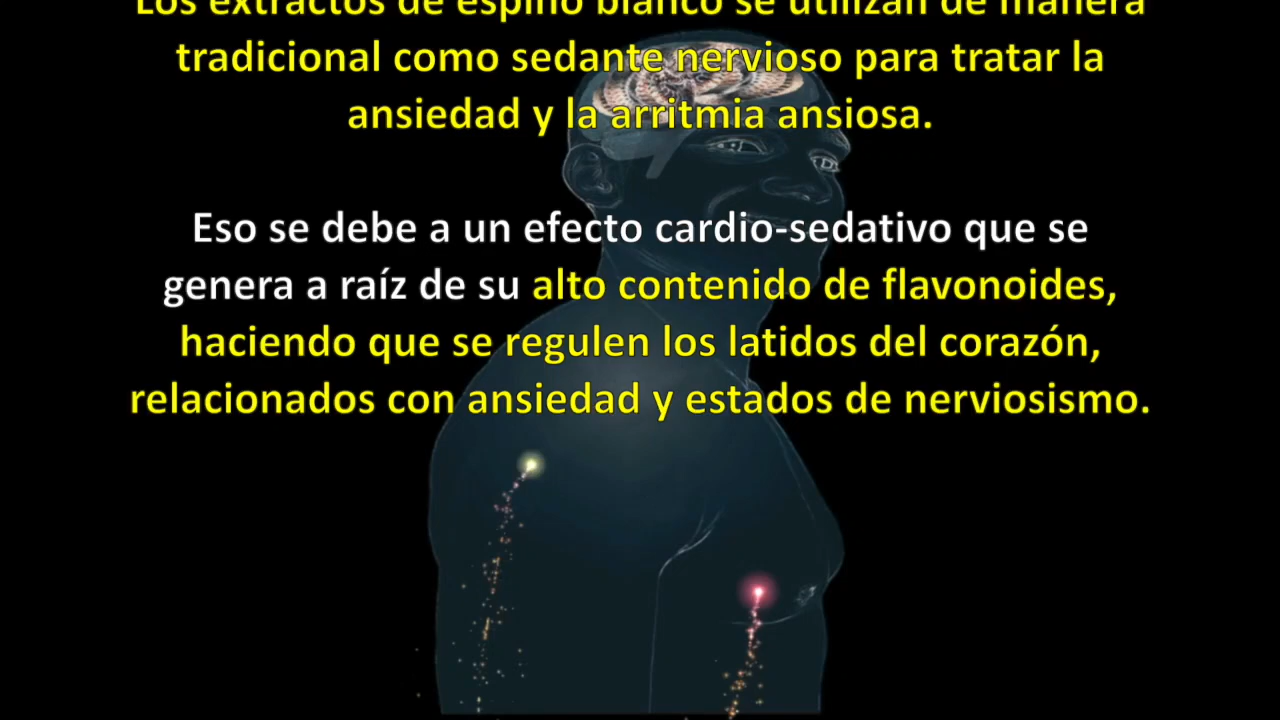 Los extractos de espino blanco se utilizan de manera
tradicional como sedante nervioso para tratar la
ansiedad y la arritmia ansiosa.
Eso se debe a un efecto cardio-sedativo que se
genera a raíz de su alto contenido de flavonoides,
haciendo que se regulen los latidos del corazón,
relacionados con ansiedad y estados de nerviosismo.